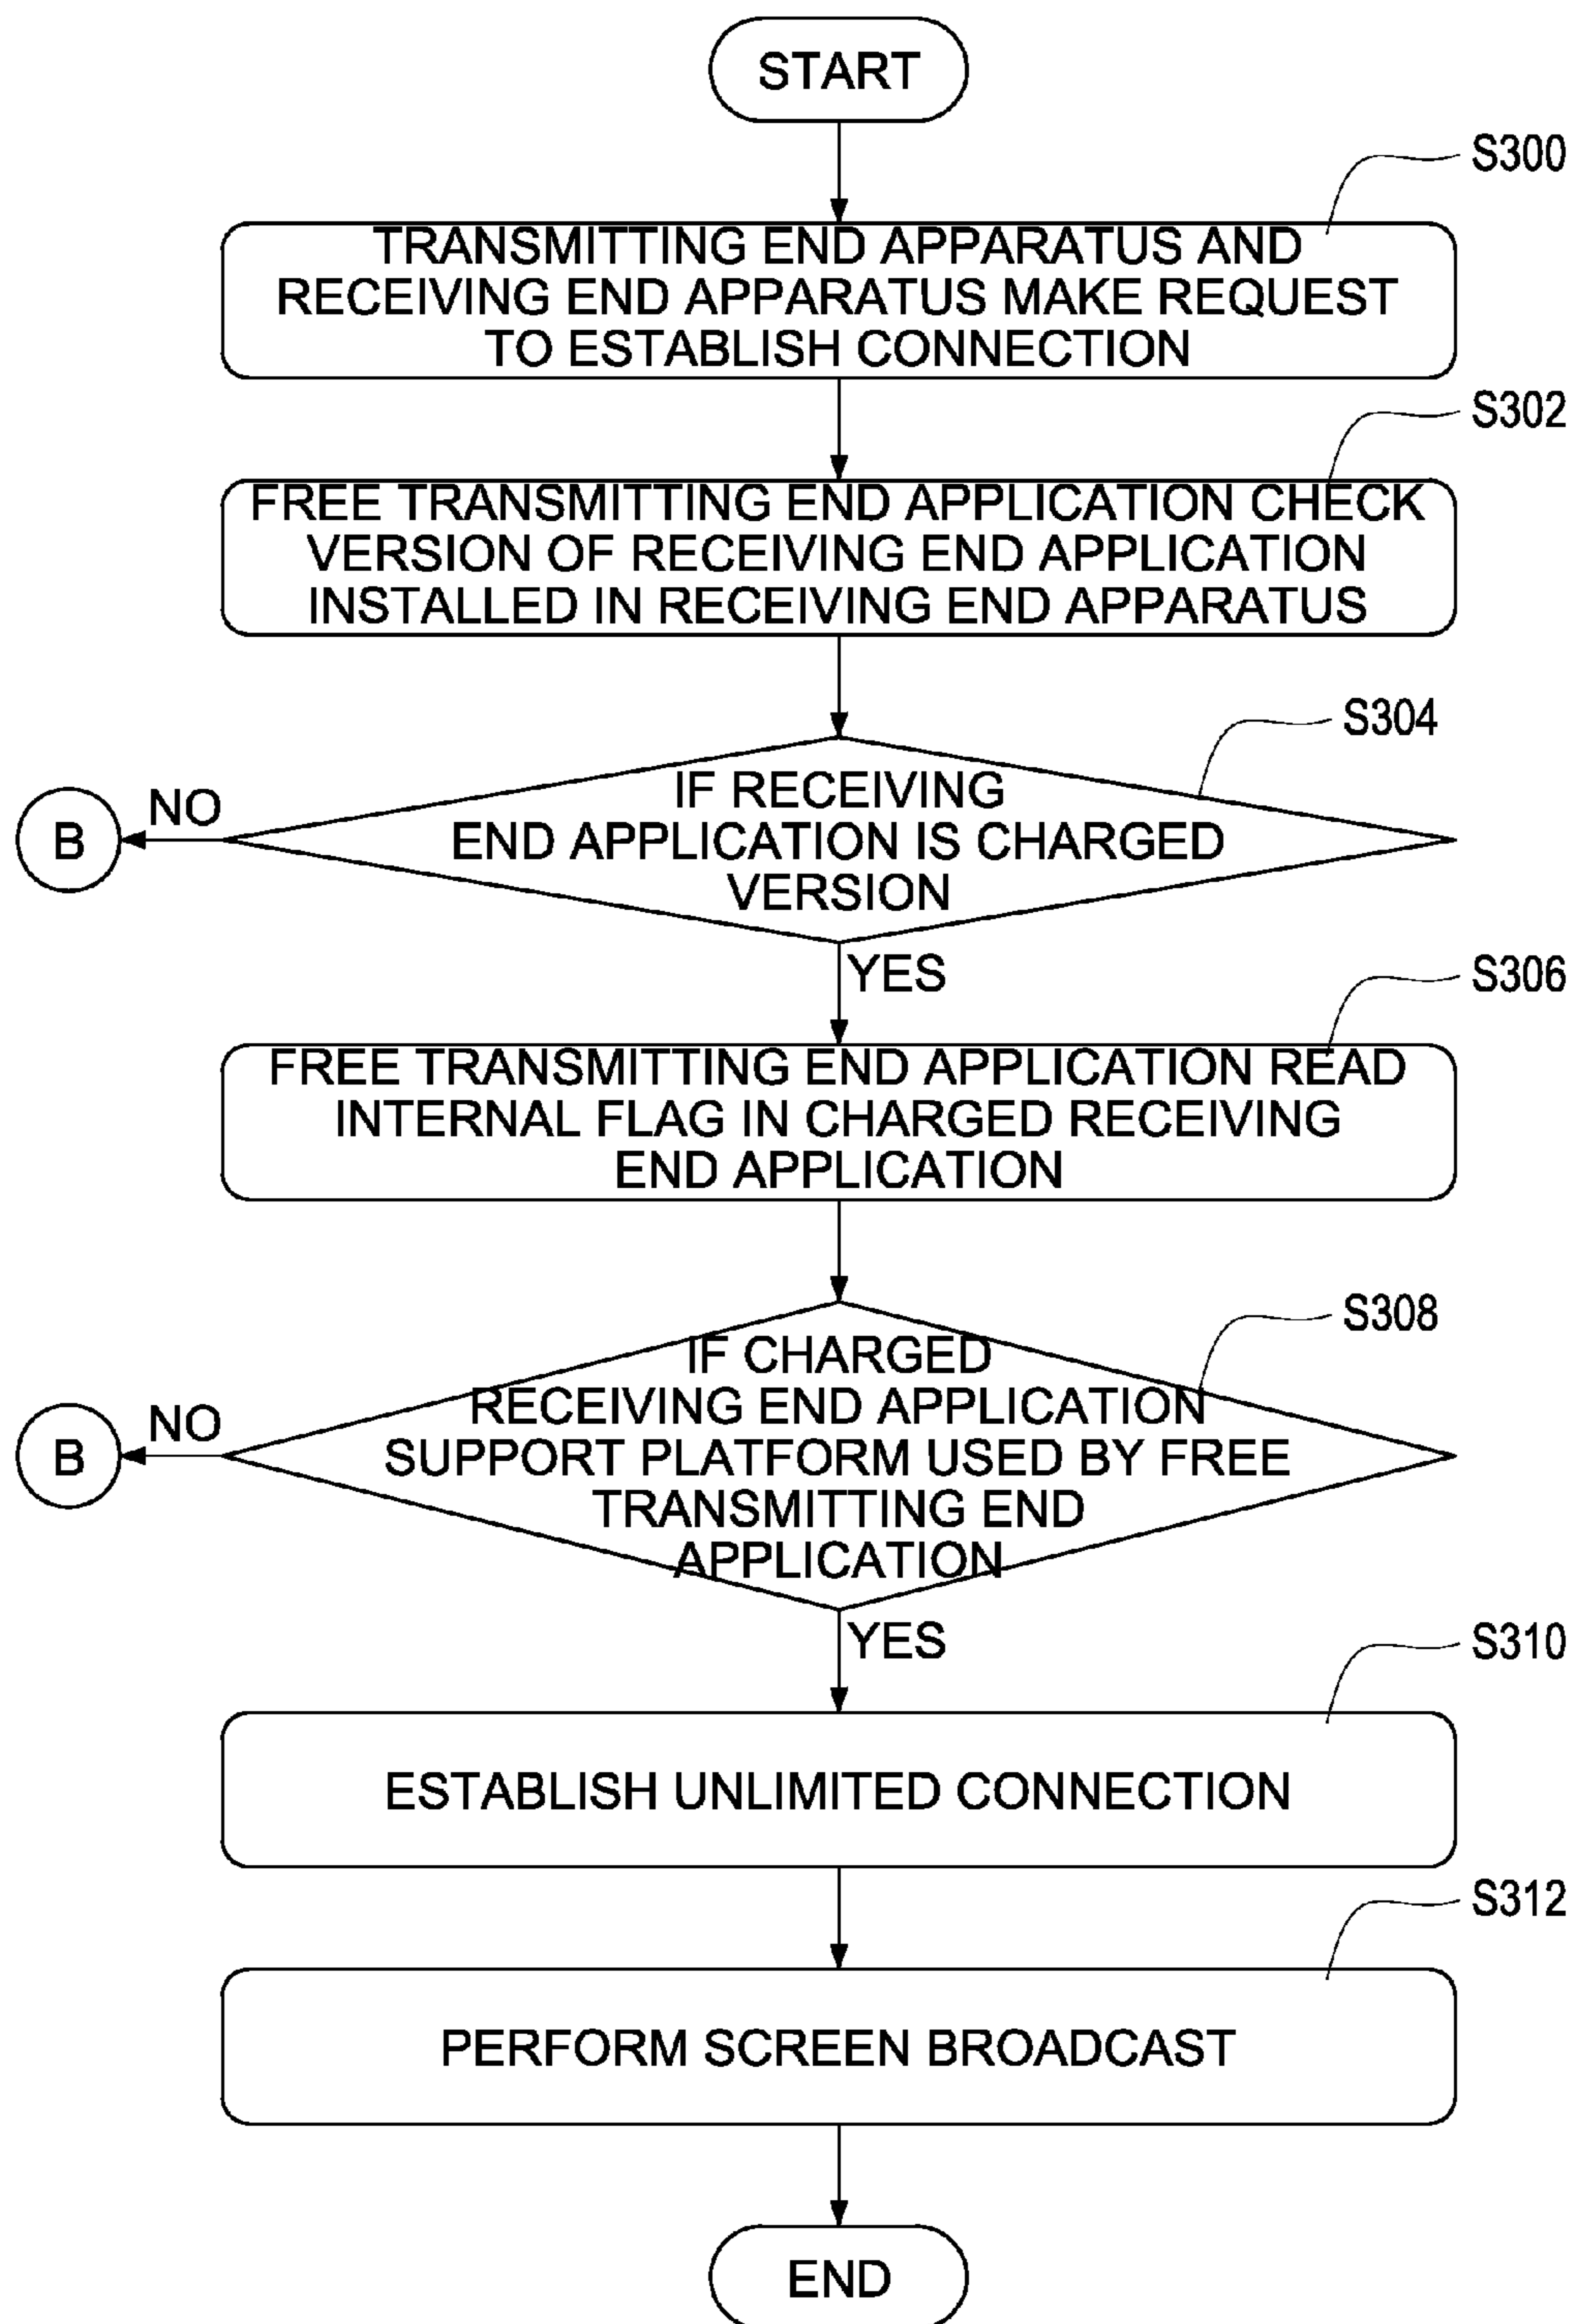 START
S300
TRANSMITTING END APPARATUS AND
RECEIVING END APPARATUS MAKE REQUEST
TO ESTABLISH CONNECTION
S302
FREE TRANSMITTING END APPLICATION CHECK
VERSION OF RECEIVING END APPLICATION
INSTALLED IN RECEIVING END APPARATUS
S304
IF RECEIVING
END APPLICATION IS CHARGED
VERSION
NO
B
YES
S306
FREE TRANSMITTING END APPLICATION READ
INTERNAL FLAG IN CHARGED RECEIVING
END APPLICATION
S308
IF CHARGED
RECEIVING END APPLICATION
SUPPORT PLATFORM USED BY FREE
TRANSMITTING END
APPLICATION
NO
B
YES
S310
ESTABLISH UNLIMITED CONNECTION
S312
PERFORM SCREEN BROADCAST
END